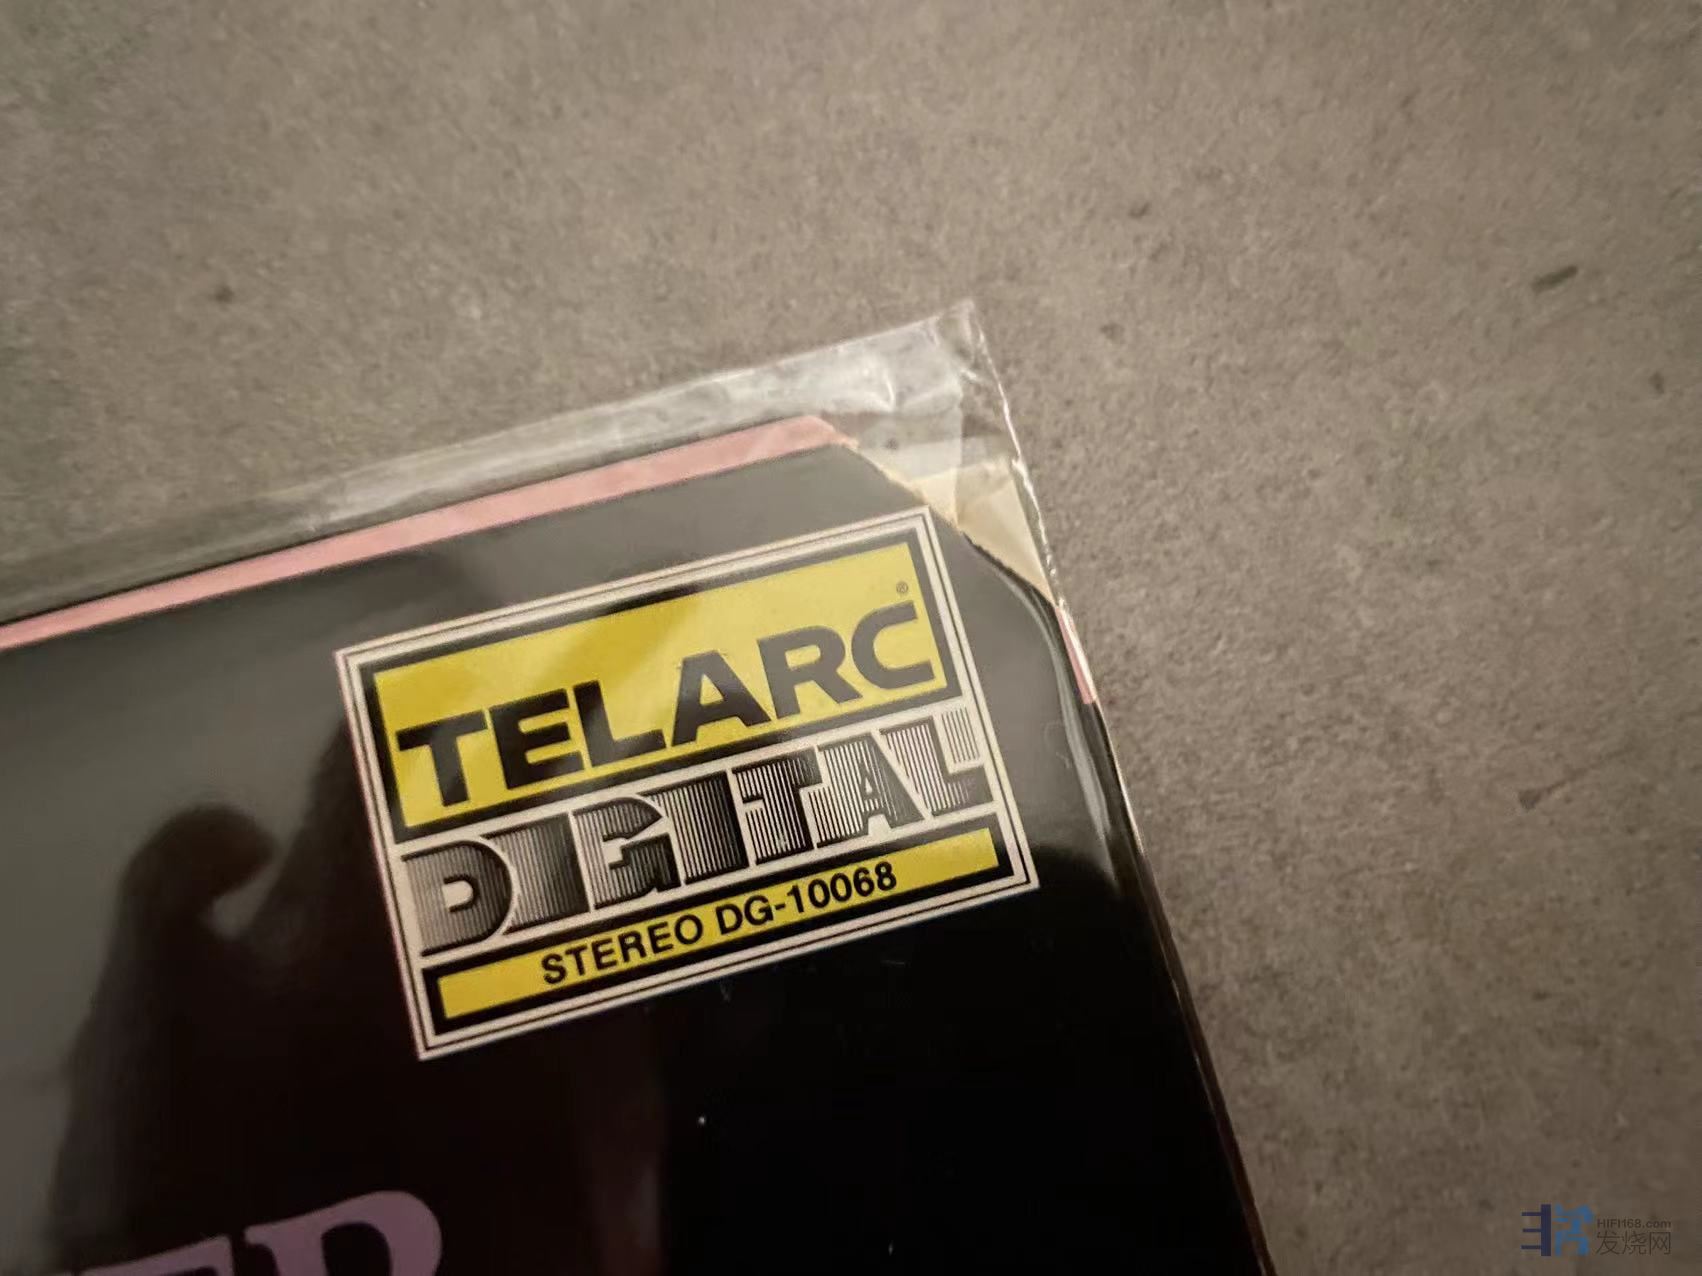 TELARC®
DIGITAL
STEREO DG-10068
HIFI168.com
发烧网